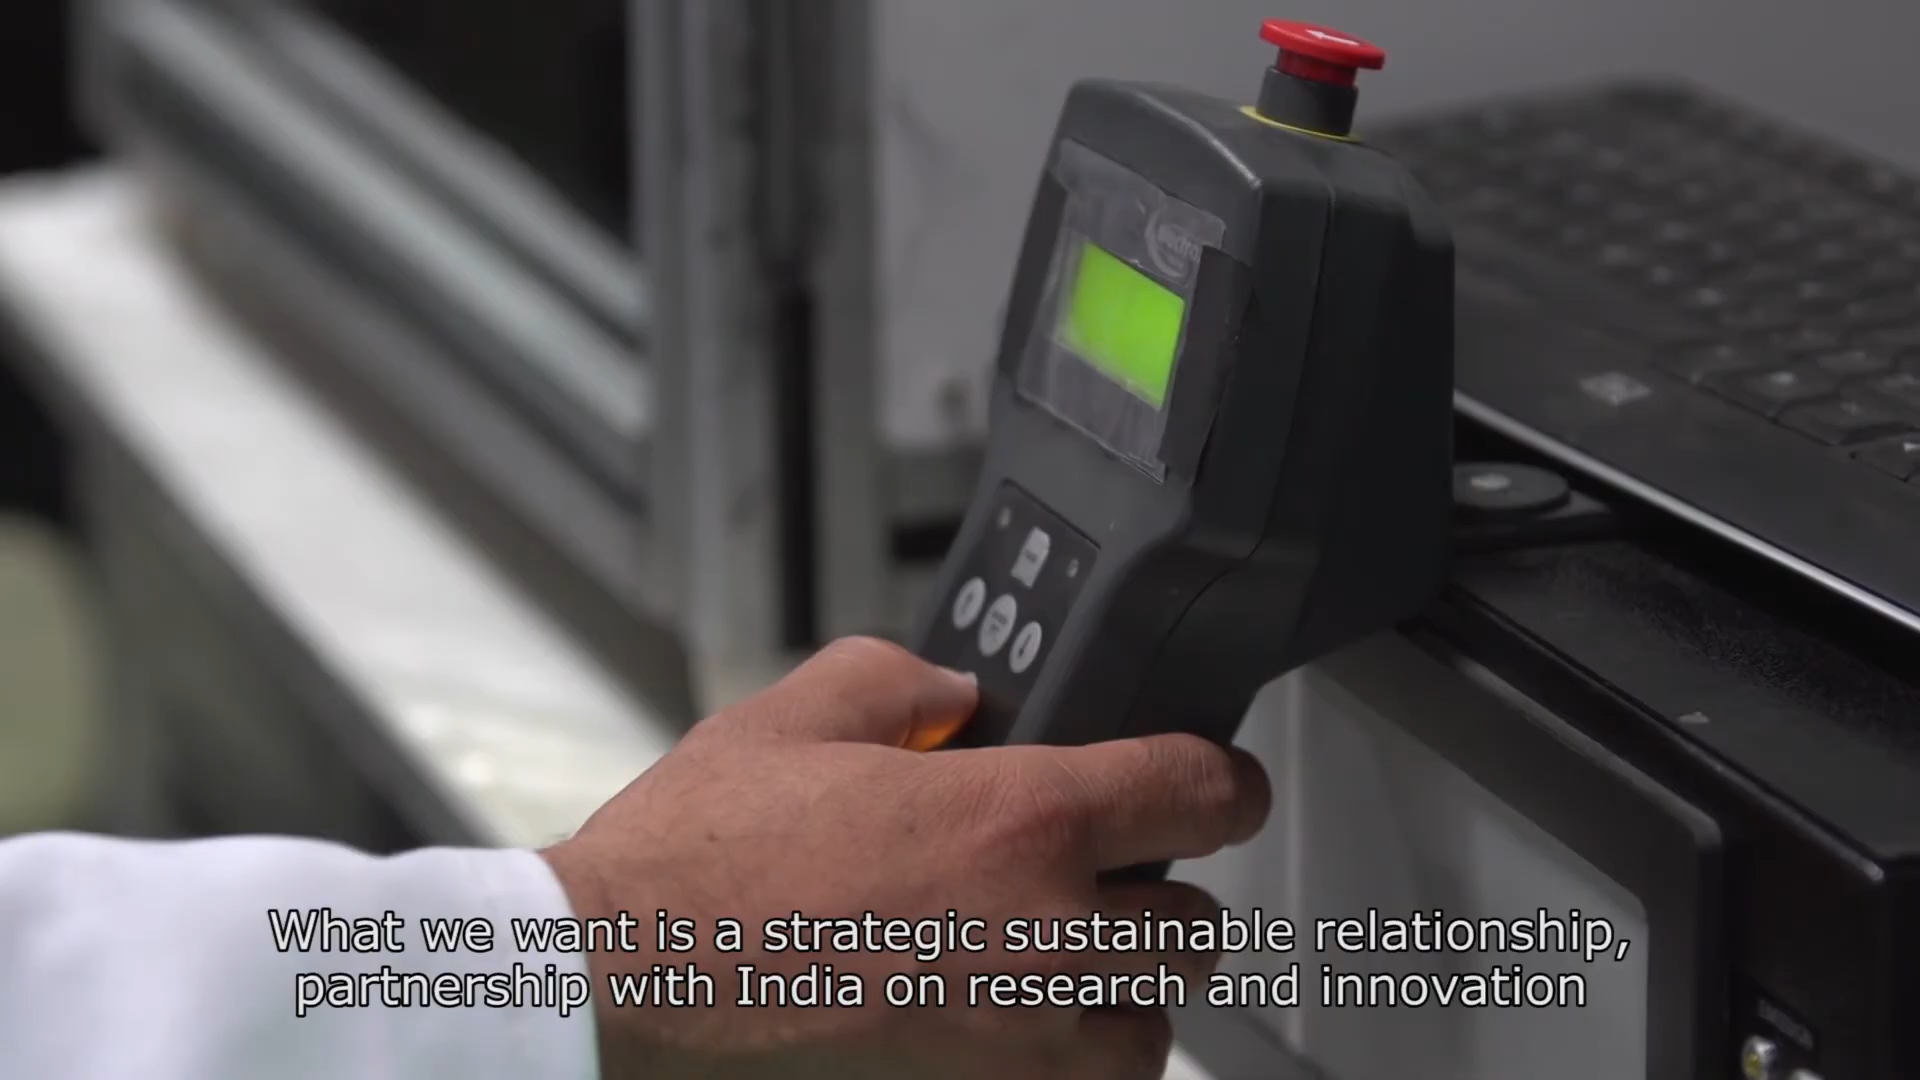 What we want is a strategic sustainable relationship,
partnership with India on research and innovation